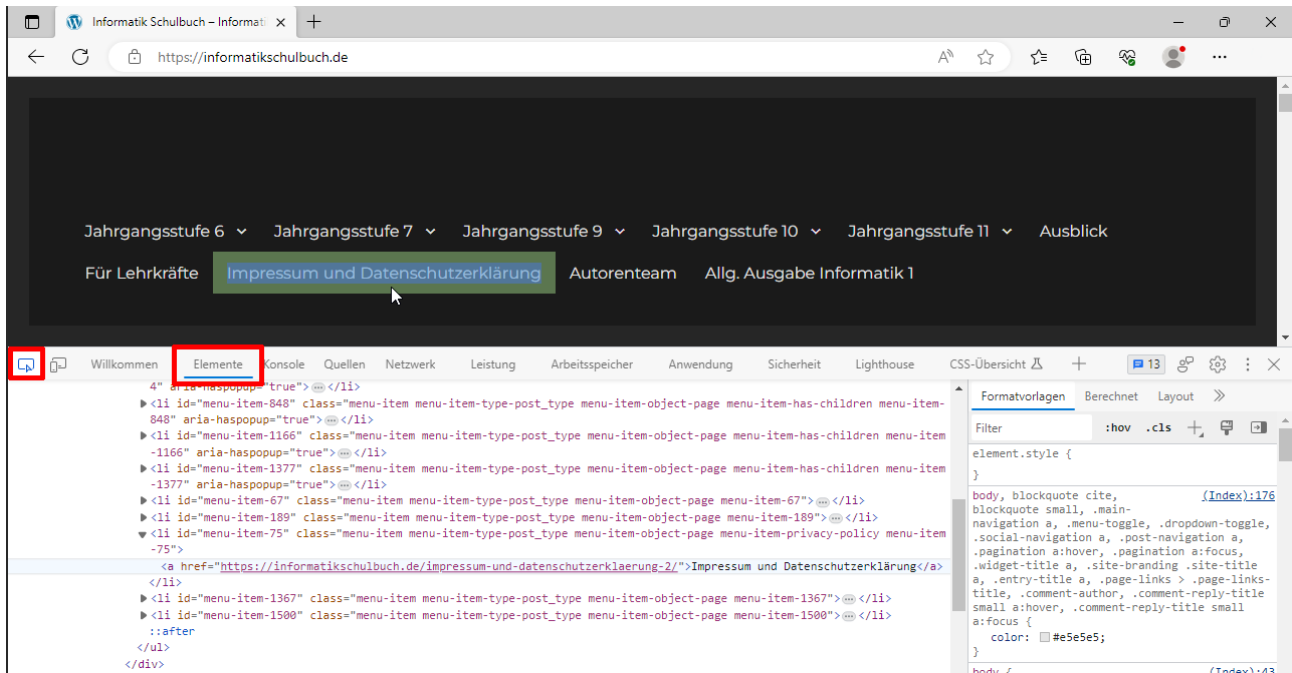 Informatik Schulbuch – Informati
https://informatikschulbuch.de
Jahrgangsstufe 6 Jahrgangsstufe 7 Jahrgangsstufe 9 Jahrgangsstufe 10 Jahrgangsstufe 11 Ausblick
Für Lehrkräfte Impressum und Datenschutzerklärung Autorenteam Allg. Ausgabe Informatik 1
Willkommen Elemente Konsole Quellen Netzwerk Leistung Arbeitsspeicher Anwendung Sicherheit Lighthouse CSS-Übersicht 13
4" aria-haspopup="true">…</li>
<li id="menu-item-848" class="menu-item menu-item-type-post_type menu-item-object-page menu-item-has-children menu-item-
848" aria-haspopup="true">…</li>
<li id="menu-item-1166" class="menu-item menu-item-type-post_type menu-item-object-page menu-item-has-children menu-item
-1166" aria-haspopup="true">…</li>
<li id="menu-item-1377" class="menu-item menu-item-type-post_type menu-item-object-page menu-item-has-children menu-item
-1377" aria-haspopup="true">…</li>
<li id="menu-item-67" class="menu-item menu-item-type-post_type menu-item-object-page menu-item-67">…</li>
<li id="menu-item-189" class="menu-item menu-item-type-post_type menu-item-object-page menu-item-189">…</li>
<li id="menu-item-75" class="menu-item menu-item-type-post_type menu-item-object-page menu-item-privacy-policy menu-item
-75">
<a href="https://informatikschulbuch.de/impressum-und-datenschutzerklaerung-2/">Impressum und Datenschutzerklärung</a>
</li>
<li id="menu-item-1367" class="menu-item menu-item-type-post_type menu-item-object-page menu-item-1367">…</li>
<li id="menu-item-1500" class="menu-item menu-item-type-post_type menu-item-object-page menu-item-1500">…</li>
::after
</ul>
</div>
Formatvorlagen Berechnet Layout
Filter :hov .cls
element.style {
}
body, blockquote cite, (Index):176
blockquote small, .main-
navigation a, .menu-toggle, .dropdown-toggle,
.social-navigation a, .post-navigation a,
.pagination a:hover, .pagination a:focus,
.widget-title a, .site-branding .site-title
a, .entry-title a, .page-links > .page-links-
title, .comment-author, .comment-reply-title
small a:hover, .comment-reply-title small
a:focus {
color: #e5e5e5;
}
body { (Index):43